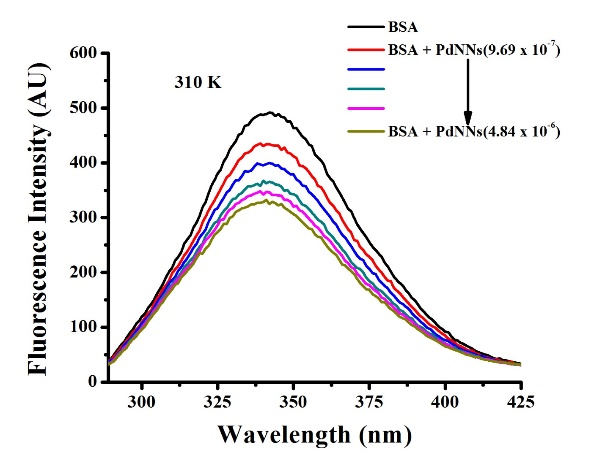 BSA
BSA + PdNNs(9.69 x 10⁻⁷)
BSA + PdNNs(4.84 x 10⁻⁶)
310 K
600
500
400
300
200
100
0
300
325
350
375
400
425
Fluorescence Intensity (AU)
Wavelength (nm)